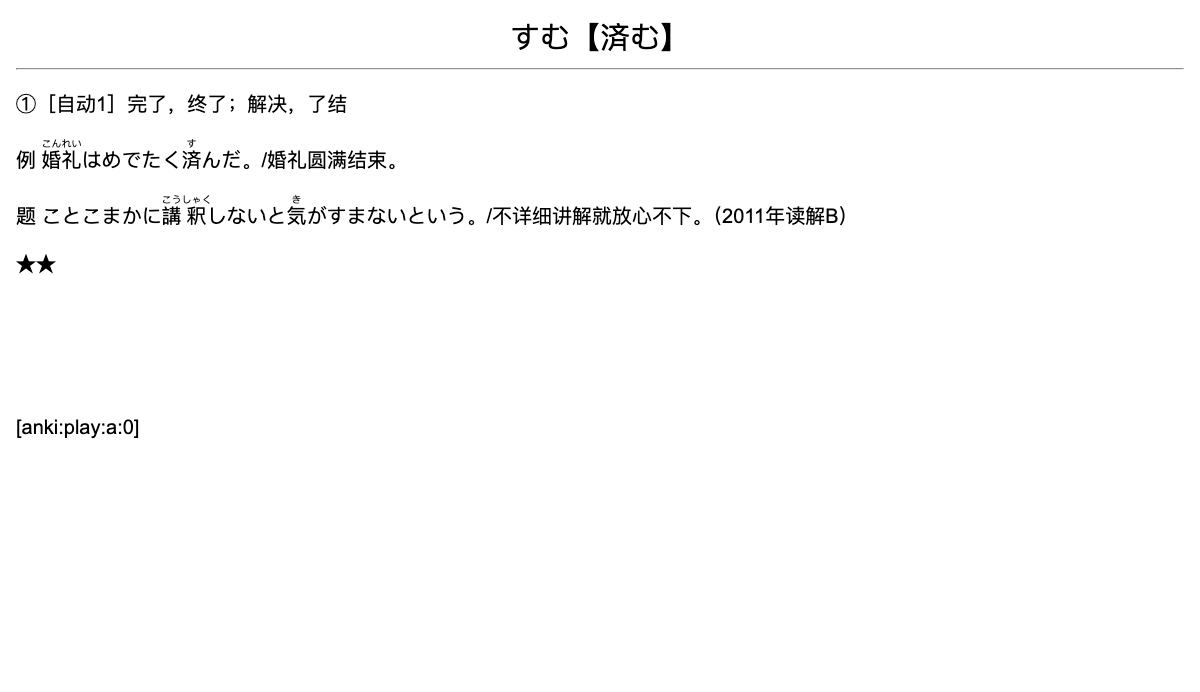 すむ【済む】
①［自动1］完了，终了；解决，了结
こんれい す
例 婚礼はめでたく済んだ。/婚礼圆满结束。
こうしゃく き
题 ことこまかに講釈しないと気がすまないという。/不详细讲解就放心不下。（2011年读解B）
★★
[anki:play:a:0]